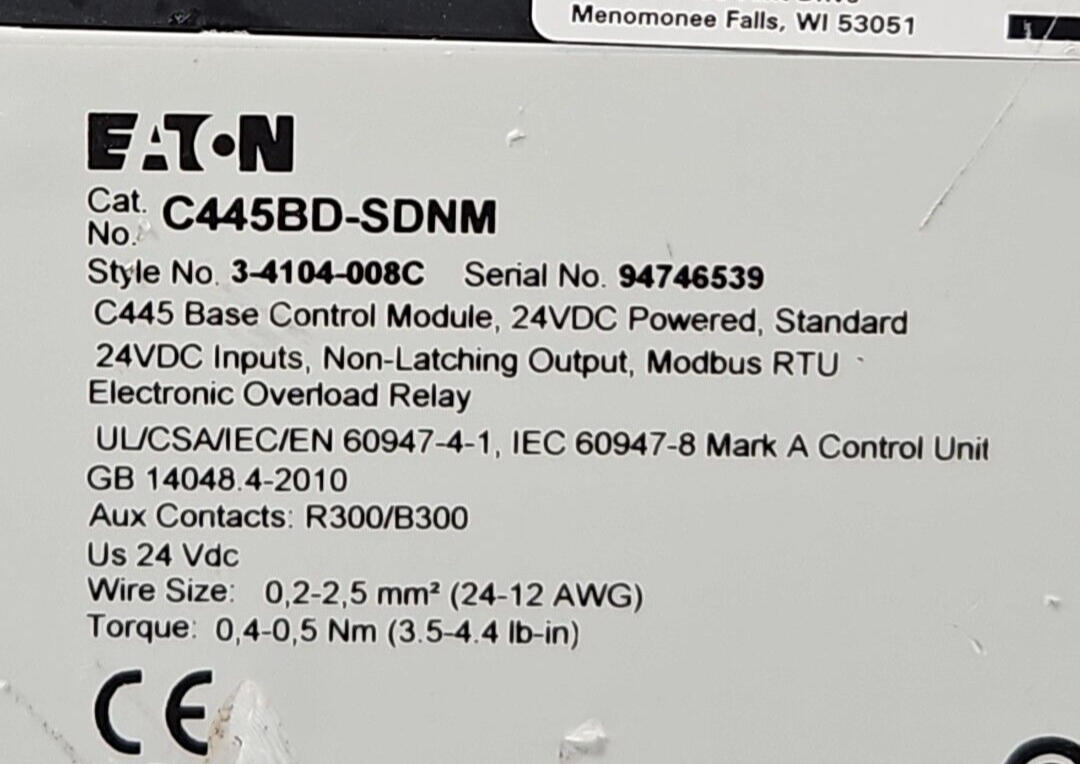 Menomonee Falls, WI 53051
EATON
Cat. No. C445BD-SDNM
Style No. 3-4104-008C Serial No. 94746539
C445 Base Control Module, 24VDC Powered, Standard
24VDC Inputs, Non-Latching Output, Modbus RTU
Electronic Overload Relay
UL/CSA/IEC/EN 60947-4-1, IEC 60947-8 Mark A Control Unit
GB 14048.4-2010
Aux Contacts: R300/B300
Us 24 Vdc
Wire Size: 0,2-2,5 mm² (24-12 AWG)
Torque: 0,4-0,5 Nm (3.5-4.4 lb-in)
CE